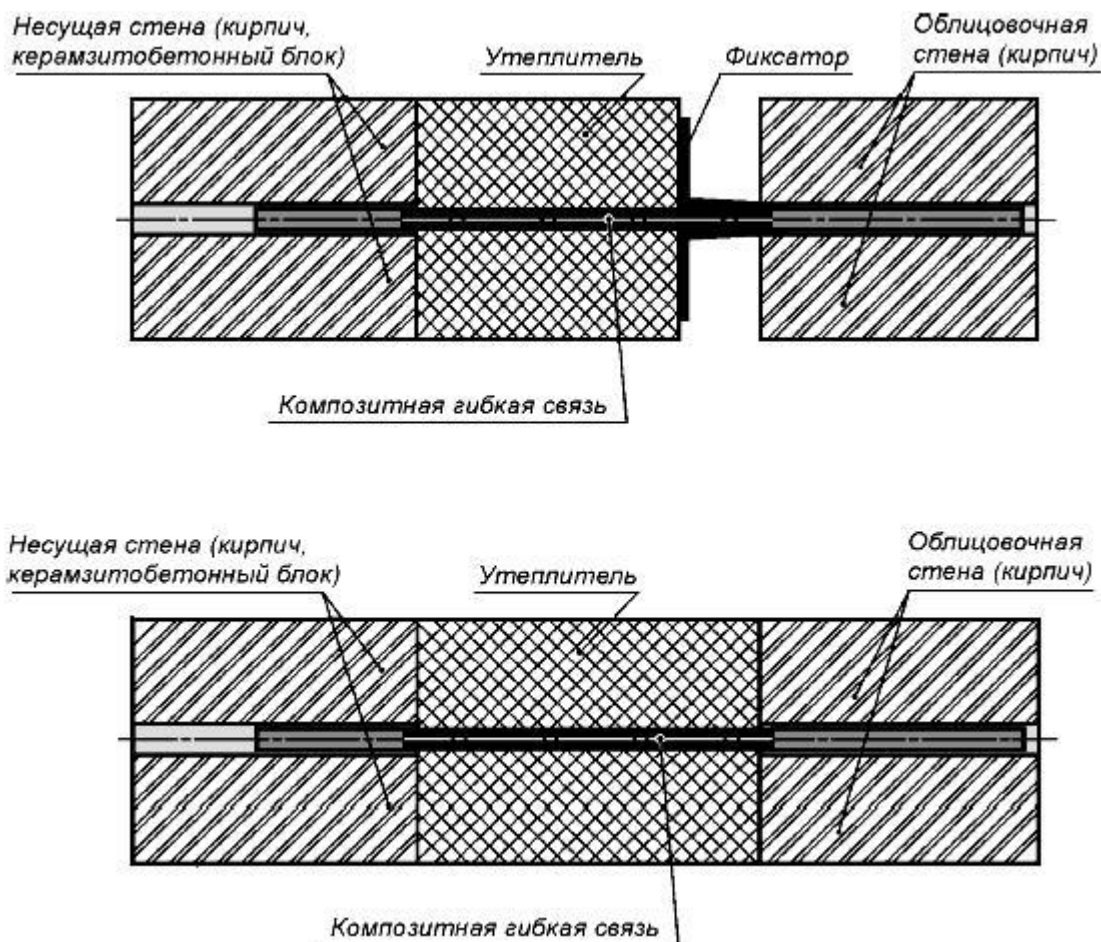 Несущая стена (кирпич,
керамзитобетонный блок)
Утеплитель
Фиксатор
Облицовочная
стена (кирпич)
Композитная гибкая связь
Несущая стена (кирпич,
керамзитобетонный блок)
Утеплитель
Облицовочная
стена (кирпич)
Композитная гибкая связь